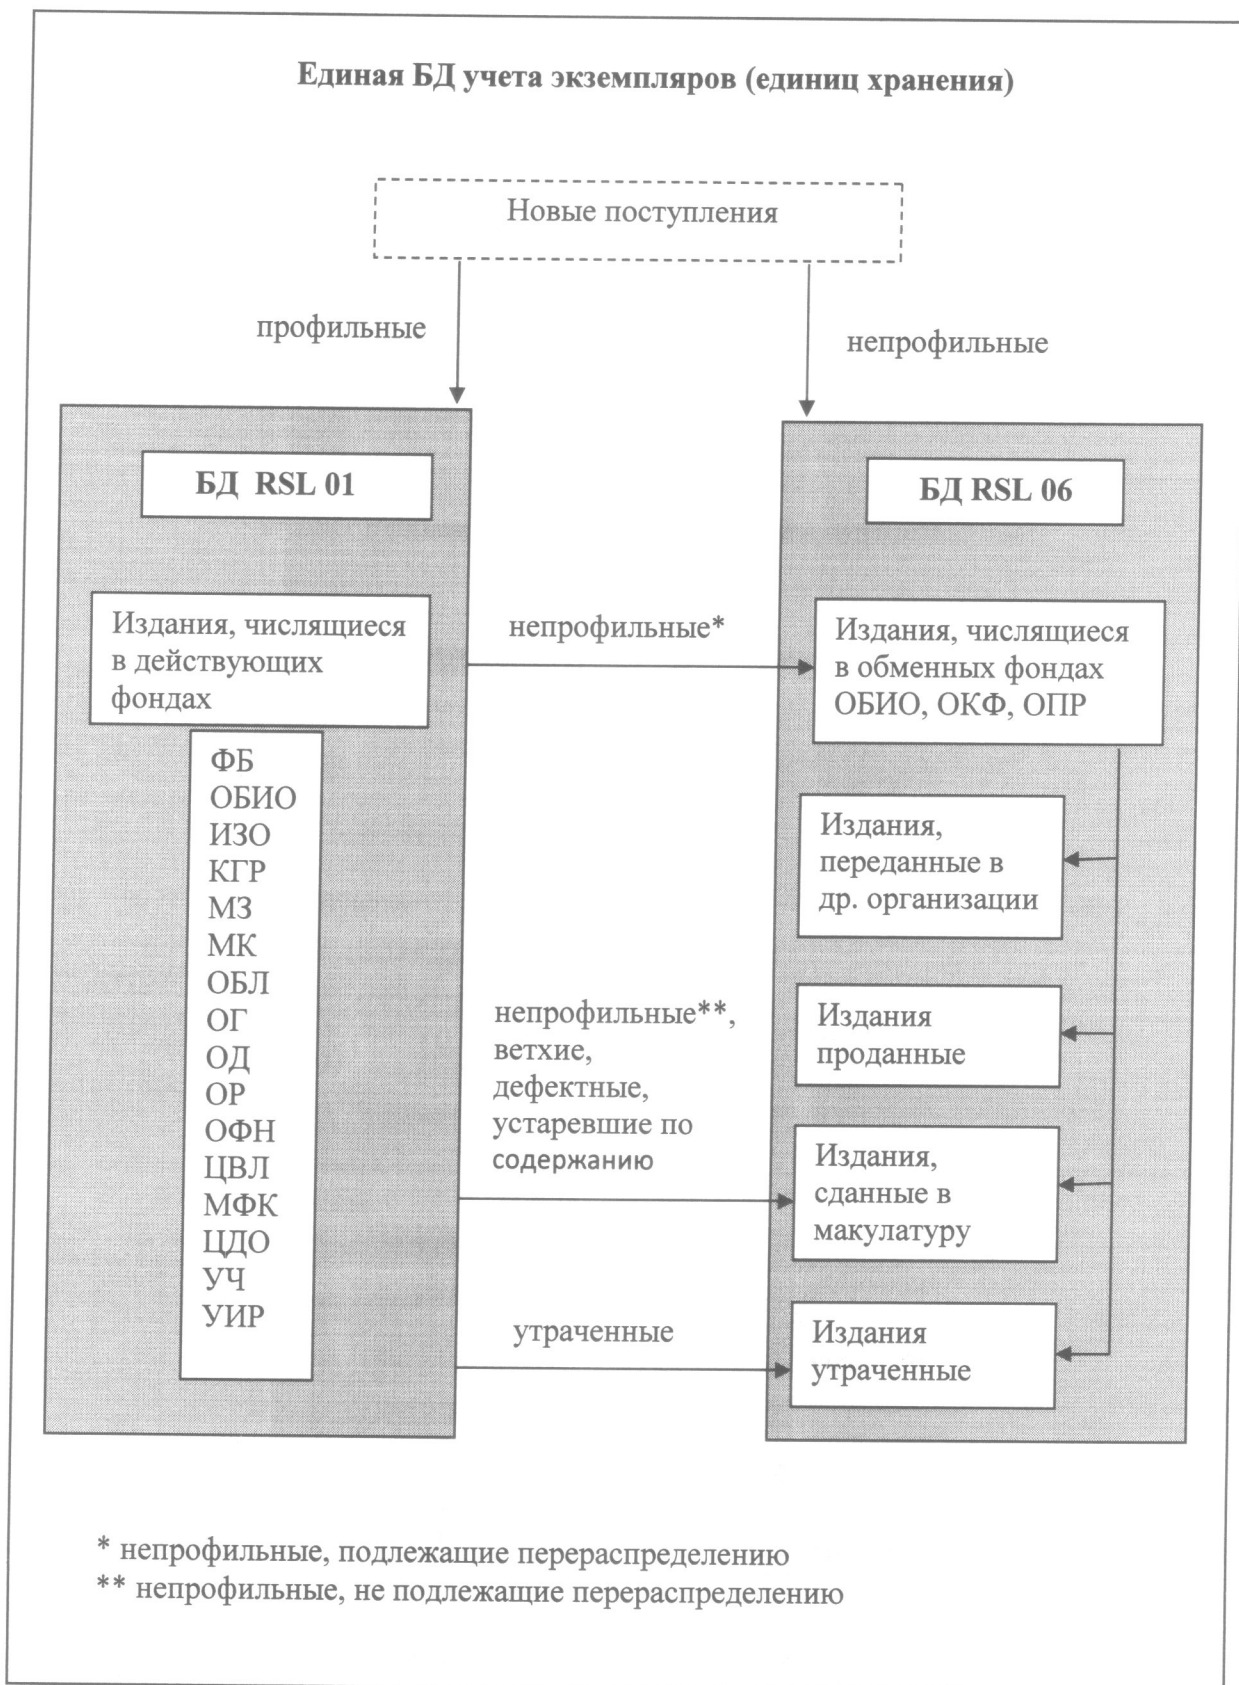 Единая БД учета экземпляров (единиц хранения)
Новые поступления
профильные
непрофильные
БД RSL 01
БД RSL 06
Издания, числящиеся
в действующих
фондах
непрофильные*
Издания, числящиеся
в обменных фондах
ОБИО, ОКФ, ОПР
ФБ
ОБИО
ИЗО
КГР
МЗ
МК
ОБЛ
ОГ
ОД
ОР
ОФН
ЦВЛ
МФК
ЦДО
УЧ
УИР
Издания,
переданные в
др. организации
непрофильные**,
ветхие,
дефектные,
устаревшие по
содержанию
Издания
проданные
Издания,
сданные в
макулатуру
утраченные
Издания
утраченные
* непрофильные, подлежащие перераспределению
** непрофильные, не подлежащие перераспределению